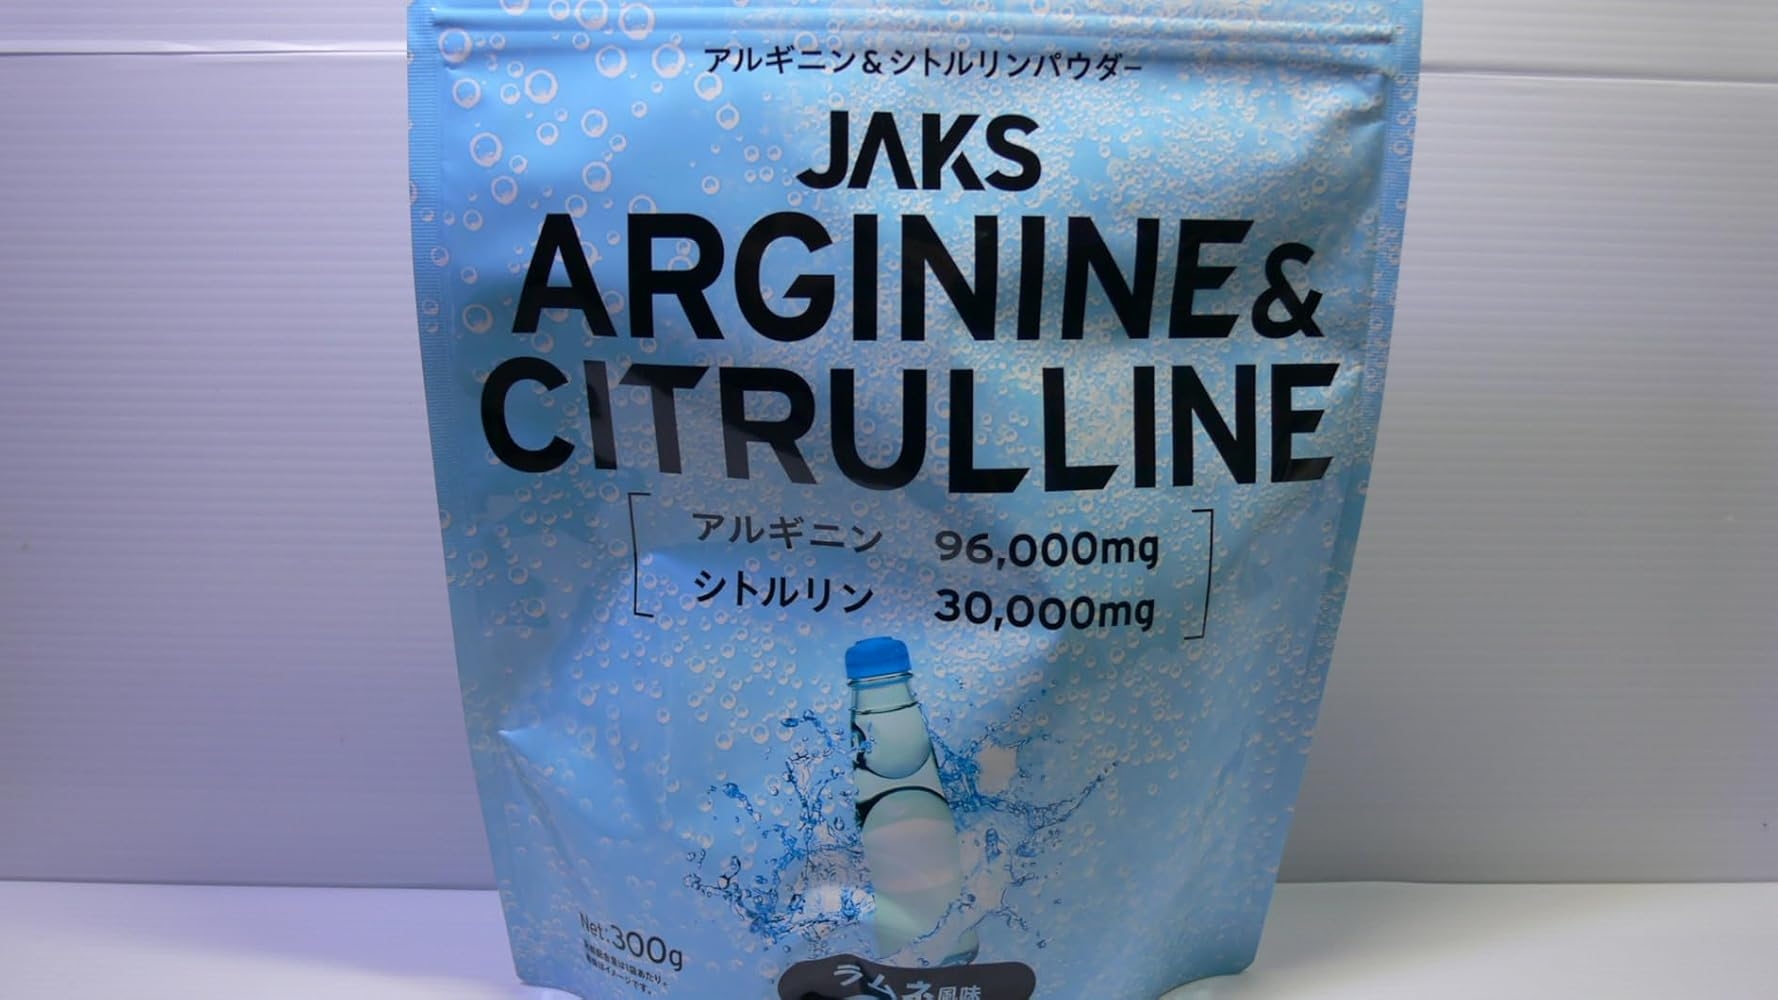 アルギニン&シトルリンパウダー
JAKS
ARGININE&
CITRULLINE
アルギニン 96,000mg
シトルリン 30,000mg
Net:300g
ラムネ風味